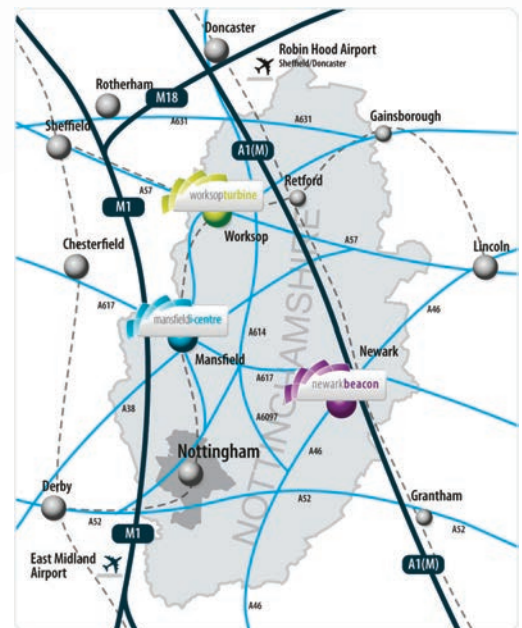 Doncaster
Robin Hood Airport
Sheffield/Doncaster
Rotherham
M18
Gainsborough
A631
A631
Sheffield
A1(M)
Retford
A57
worksopturbine
M1
Worksop
Chesterfield
A57
Lincoln
A617
A46
mansfieldi-centre
A614
NOTTINGHAMSHIRE
Mansfield
Newark
A617
newarkbeacon
A38
A6097
Nottingham
A46
Derby
A52
Grantham
A52
A52
M1
East Midland
Airport
A1(M)
A46